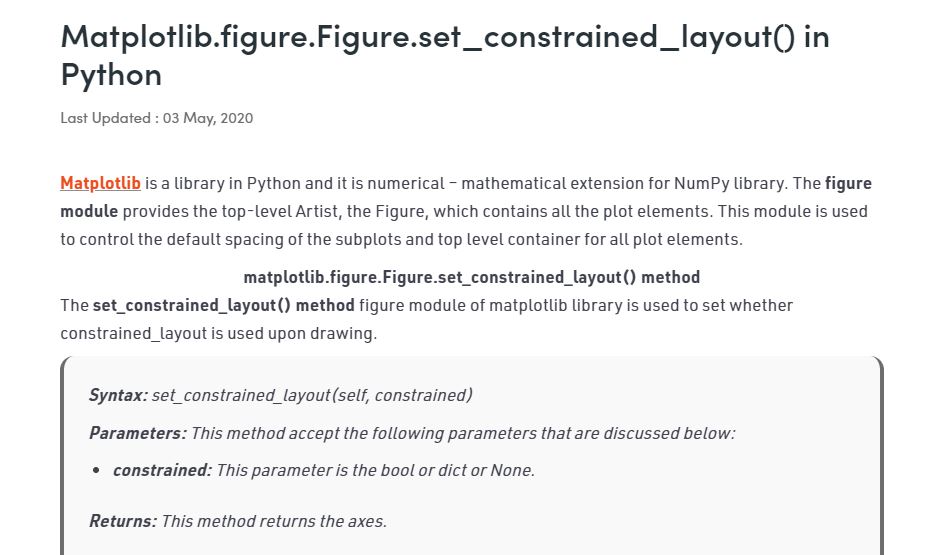 Matplotlib.figure.Figure.set_constrained_layout() in
Python
Last Updated : 03 May, 2020
Matplotlib is a library in Python and it is numerical – mathematical extension for NumPy library. The figure
module provides the top-level Artist, the Figure, which contains all the plot elements. This module is used
to control the default spacing of the subplots and top level container for all plot elements.
matplotlib.figure.Figure.set_constrained_layout() method
The set_constrained_layout() method figure module of matplotlib library is used to set whether
constrained_layout is used upon drawing.
Syntax: set_constrained_layout(self, constrained)
Parameters: This method accept the following parameters that are discussed below:
• constrained: This parameter is the bool or dict or None.
Returns: This method returns the axes.